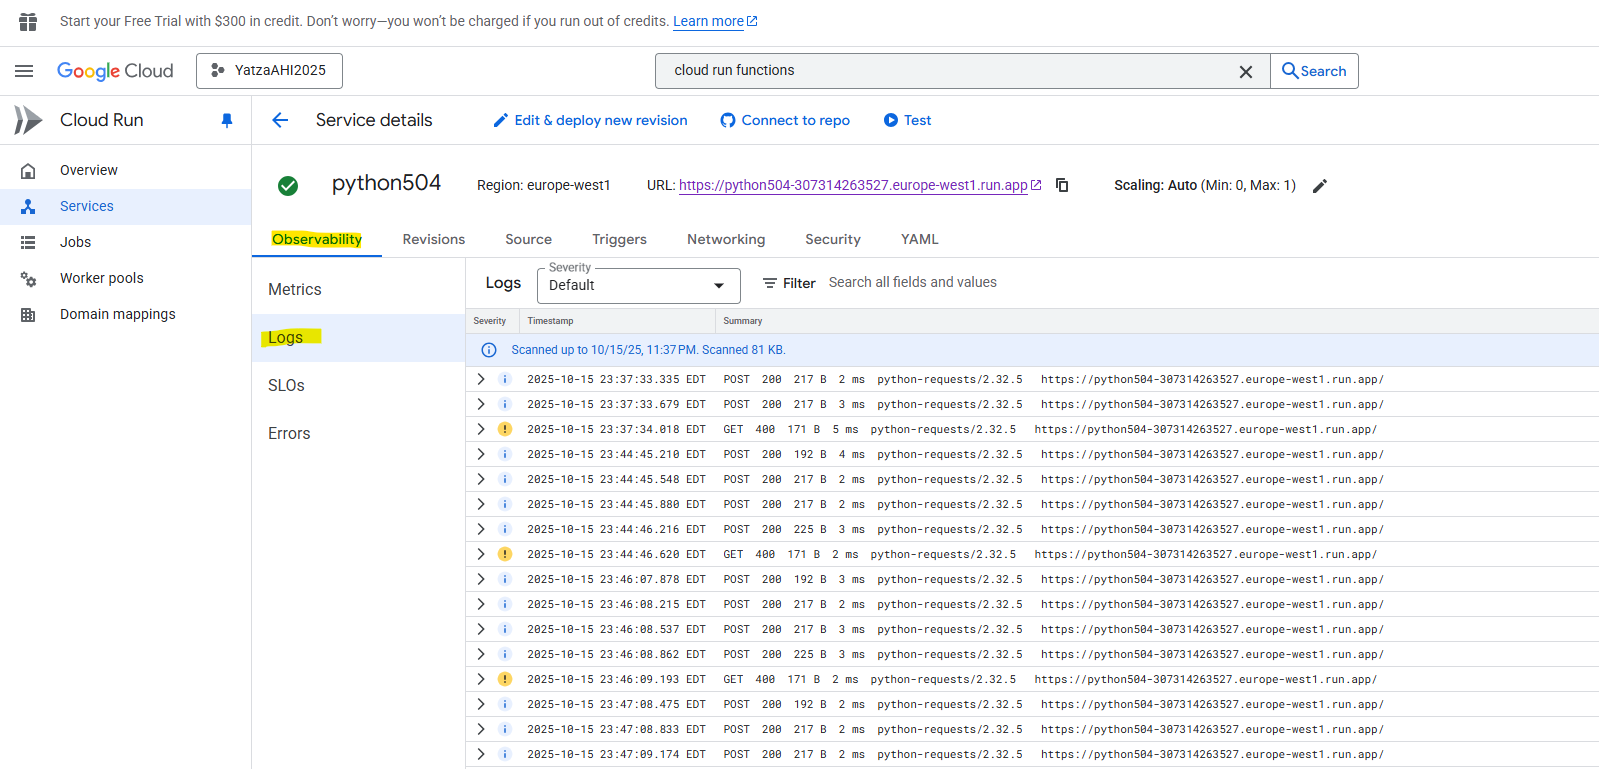 Start your Free Trial with $300 in credit. Don't worry—you won't be charged if you run out of credits. Learn more
Google Cloud
YatzaAHI2025
cloud run functions
Search
Cloud Run
Service details
Edit & deploy new revision
Connect to repo
Test
Overview
Services
Jobs
Worker pools
Domain mappings
python504
Region: europe-west1
URL: https://python504-307314263527.europe-west1.run.app
Scaling: Auto (Min: 0, Max: 1)
Observability
Revisions
Source
Triggers
Networking
Security
YAML
Metrics
Logs
SLOs
Errors
Logs
Severity
Default
Filter
Search all fields and values
Severity Timestamp Summary
Scanned up to 10/15/25, 11:37 PM. Scanned 81 KB.
2025-10-15 23:37:33.335 EDT POST 200 217 B 2 ms python-requests/2.32.5 https://python504-307314263527.europe-west1.run.app/
2025-10-15 23:37:33.679 EDT POST 200 217 B 3 ms python-requests/2.32.5 https://python504-307314263527.europe-west1.run.app/
2025-10-15 23:37:34.018 EDT GET 400 171 B 5 ms python-requests/2.32.5 https://python504-307314263527.europe-west1.run.app/
2025-10-15 23:44:45.210 EDT POST 200 192 B 4 ms python-requests/2.32.5 https://python504-307314263527.europe-west1.run.app/
2025-10-15 23:44:45.548 EDT POST 200 217 B 2 ms python-requests/2.32.5 https://python504-307314263527.europe-west1.run.app/
2025-10-15 23:44:45.880 EDT POST 200 217 B 2 ms python-requests/2.32.5 https://python504-307314263527.europe-west1.run.app/
2025-10-15 23:44:46.216 EDT POST 200 225 B 3 ms python-requests/2.32.5 https://python504-307314263527.europe-west1.run.app/
2025-10-15 23:44:46.620 EDT GET 400 171 B 2 ms python-requests/2.32.5 https://python504-307314263527.europe-west1.run.app/
2025-10-15 23:46:07.878 EDT POST 200 192 B 3 ms python-requests/2.32.5 https://python504-307314263527.europe-west1.run.app/
2025-10-15 23:46:08.215 EDT POST 200 217 B 2 ms python-requests/2.32.5 https://python504-307314263527.europe-west1.run.app/
2025-10-15 23:46:08.537 EDT POST 200 217 B 3 ms python-requests/2.32.5 https://python504-307314263527.europe-west1.run.app/
2025-10-15 23:46:08.862 EDT POST 200 225 B 3 ms python-requests/2.32.5 https://python504-307314263527.europe-west1.run.app/
2025-10-15 23:46:09.193 EDT GET 400 171 B 2 ms python-requests/2.32.5 https://python504-307314263527.europe-west1.run.app/
2025-10-15 23:47:08.475 EDT POST 200 192 B 2 ms python-requests/2.32.5 https://python504-307314263527.europe-west1.run.app/
2025-10-15 23:47:08.833 EDT POST 200 217 B 2 ms python-requests/2.32.5 https://python504-307314263527.europe-west1.run.app/
2025-10-15 23:47:09.174 EDT POST 200 217 B 2 ms python-requests/2.32.5 https://python504-307314263527.europe-west1.run.app/